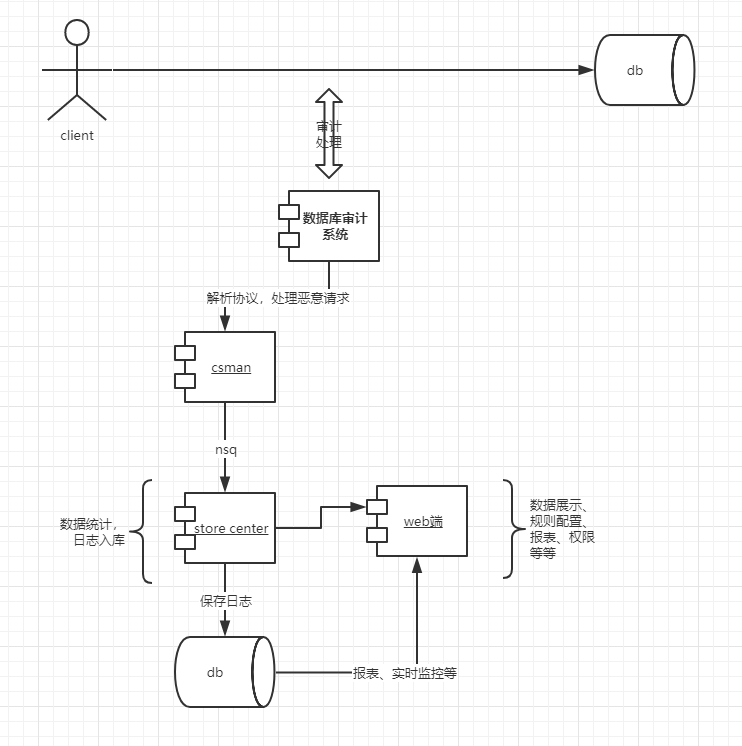 db
client
审计
处理
数据库审计
系统
解析协议，处理恶意请求
csman
nsq
数据统计，
日志入库
store center
web端
数据展示、
规则配置、
报表、权限
等等
保存日志
db
报表、实时监控等